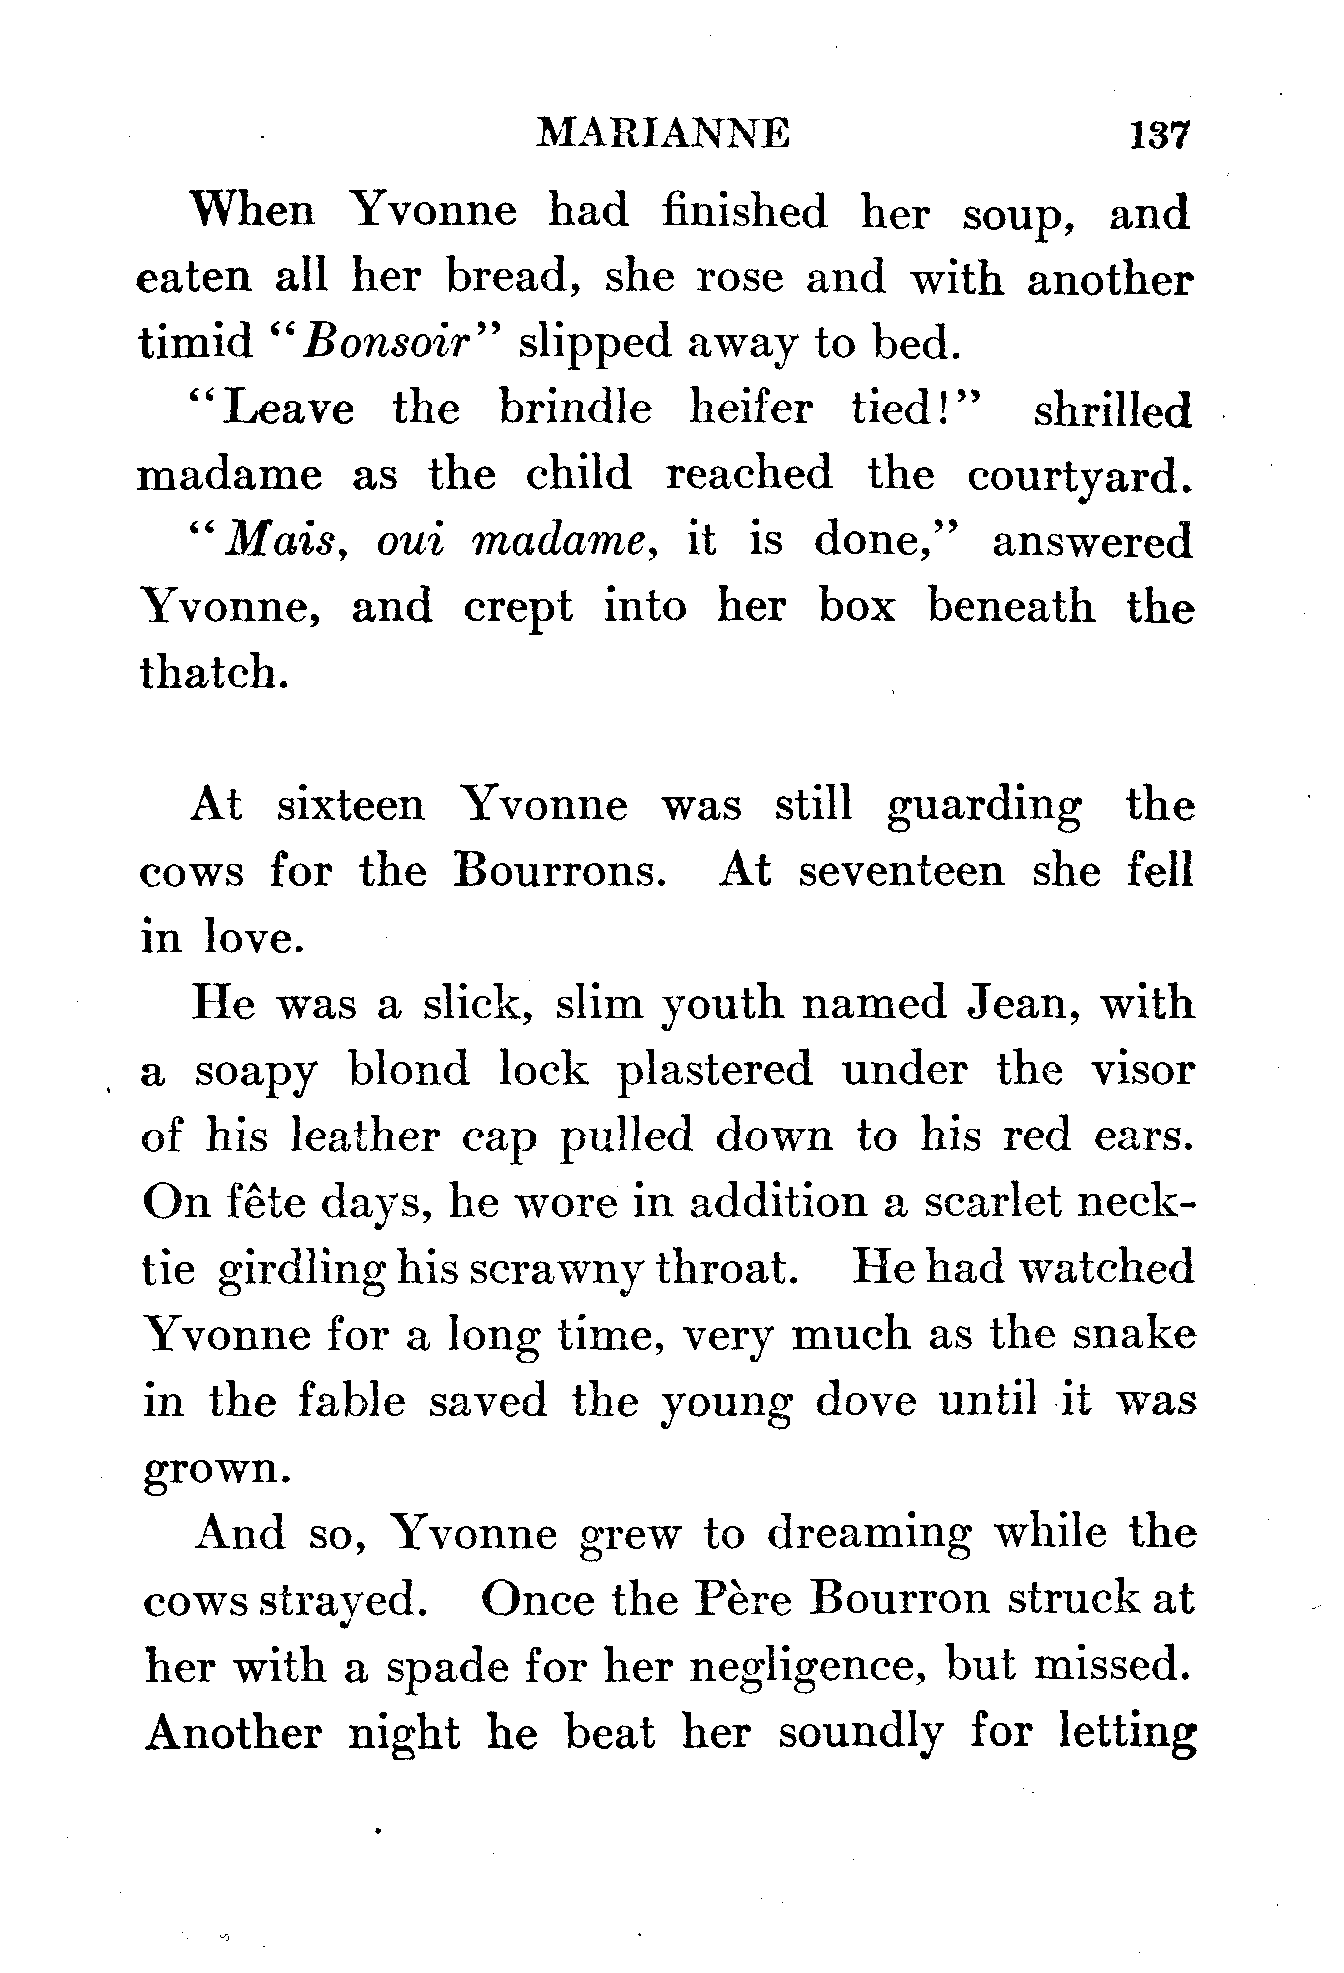 MARIANNE 137
When Yvonne had finished her soup, and
eaten all her bread, she rose and with another
timid “Bonsoir” slipped away to bed.
“Leave the brindle heifer tied!” shrilled
madame as the child reached the courtyard.
“Mais, oui madame, it is done,” answered
Yvonne, and crept into her box beneath the
thatch.
At sixteen Yvonne was still guarding the
cows for the Bourrons. At seventeen she fell
in love.
He was a slick, slim youth named Jean, with
a soapy blond lock plastered under the visor
of his leather cap pulled down to his red ears.
On fête days, he wore in addition a scarlet neck-
tie girdling his scrawny throat. He had watched
Yvonne for a long time, very much as the snake
in the fable saved the young dove until it was
grown.
And so, Yvonne grew to dreaming while the
cows strayed. Once the Père Bourron struck at
her with a spade for her negligence, but missed.
Another night he beat her soundly for letting